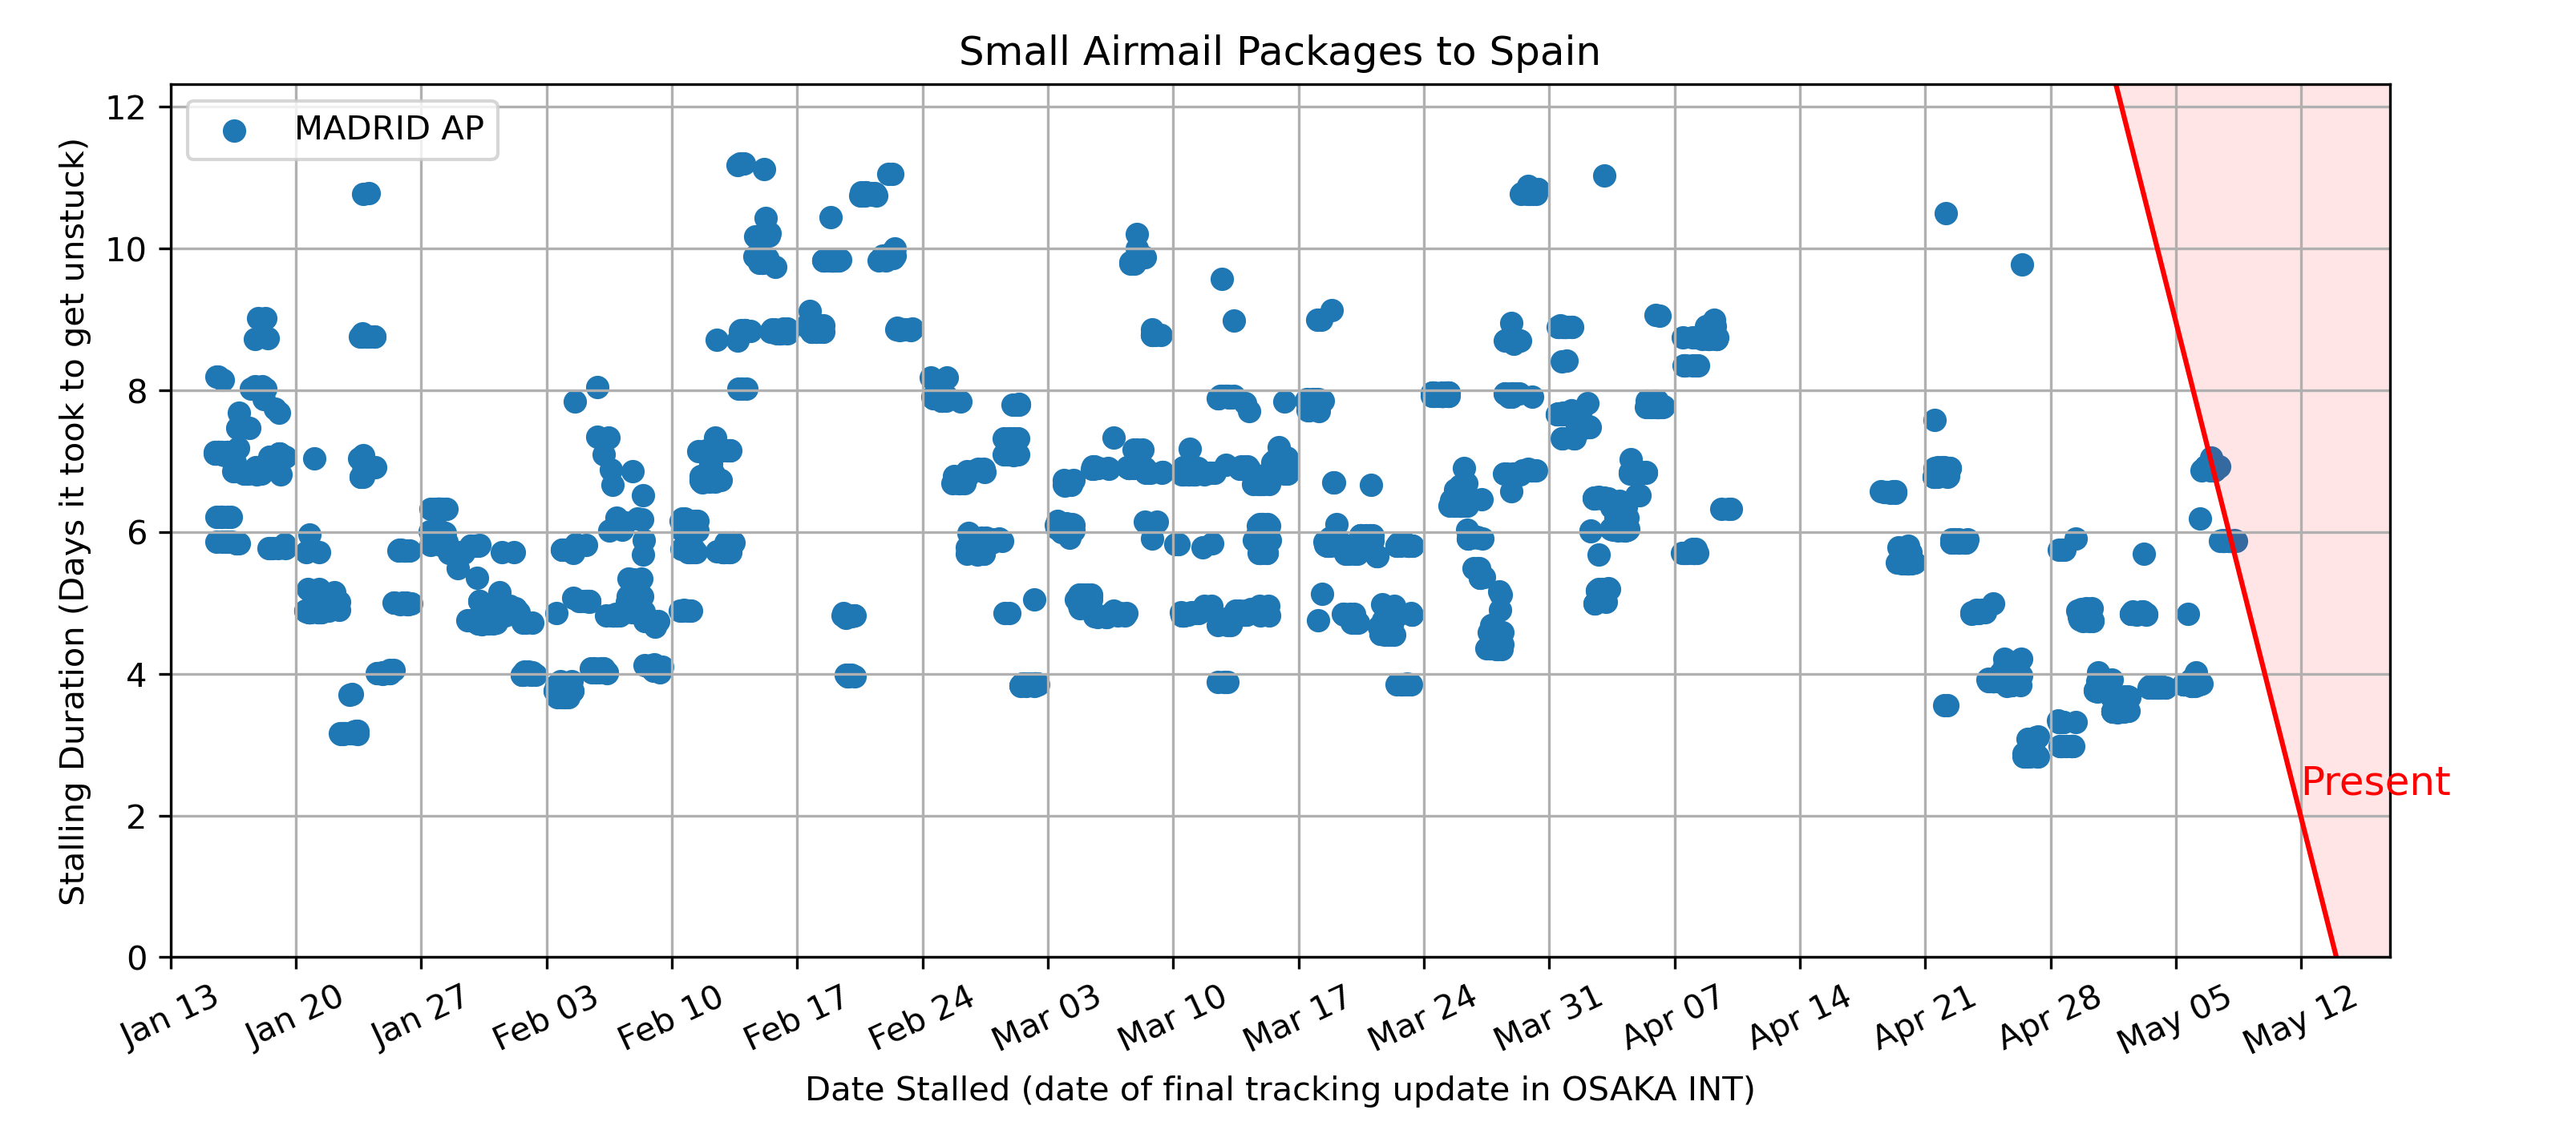 Small Airmail Packages to Spain
MADRID AP
Stalling Duration (Days it took to get unstuck)
12
10
8
6
4
2
0
Present
Jan 13
Jan 20
Jan 27
Feb 03
Feb 10
Feb 17
Feb 24
Mar 03
Mar 10
Mar 17
Mar 24
Mar 31
Apr 07
Apr 14
Apr 21
Apr 28
May 05
May 12
Date Stalled (date of final tracking update in OSAKA INT)